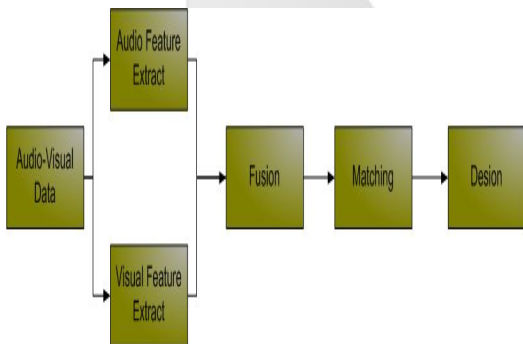 Audio Feature
Extract
Audio-Visual
Data
Fusion
Matching
Desion
Visual Feature
Extract